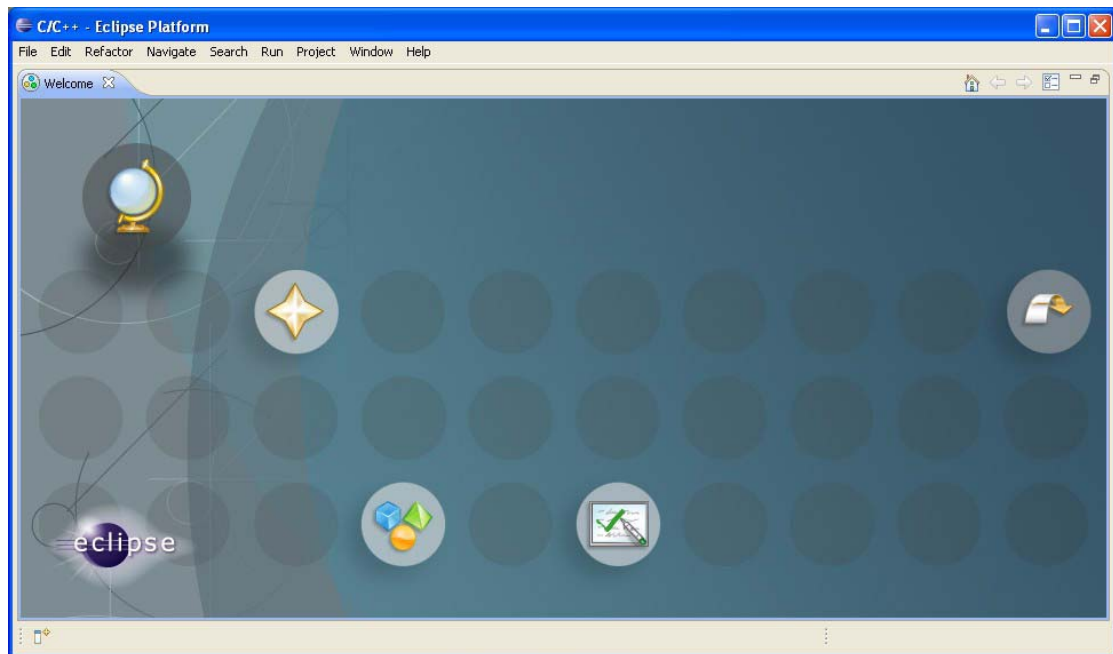 C/C++ - Eclipse Platform
File Edit Refactor Navigate Search Run Project Window Help
Welcome
eclipse